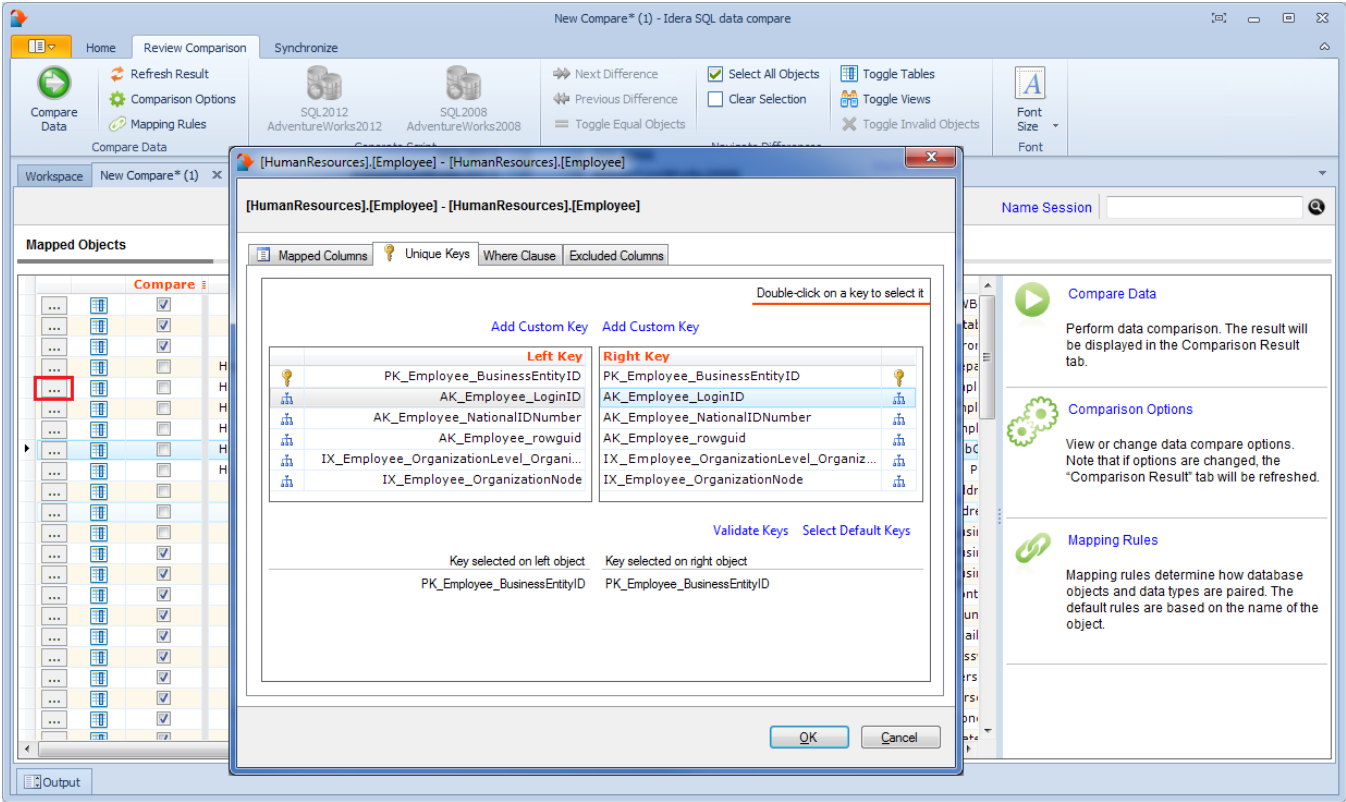 New Compare* (1) - Idera SQL data compare
Home Review Comparison Synchronize
Compare Data
Refresh Result
Comparison Options
Mapping Rules
Compare Data
SQL2012
AdventureWorks2012
SQL2008
AdventureWorks2008
Next Difference
Previous Difference
Toggle Equal Objects
Select All Objects
Clear Selection
Toggle Tables
Toggle Views
Toggle Invalid Objects
Font
Size
Font
Workspace New Compare* (1) X
Name Session
Mapped Objects
Compare
[HumanResources].[Employee] - [HumanResources].[Employee]
[HumanResources].[Employee] - [HumanResources].[Employee]
Mapped Columns Unique Keys Where Clause Excluded Columns
Double-click on a key to select it
Add Custom Key Add Custom Key
Left Key Right Key
PK_Employee_BusinessEntityID PK_Employee_BusinessEntityID
AK_Employee_LoginID AK_Employee_LoginID
AK_Employee_NationalIDNumber AK_Employee_NationalIDNumber
AK_Employee_rowguid AK_Employee_rowguid
IX_Employee_OrganizationLevel_Organi... IX_Employee_OrganizationLevel_Organiz...
IX_Employee_OrganizationNode IX_Employee_OrganizationNode
Validate Keys Select Default Keys
Key selected on left object Key selected on right object
PK_Employee_BusinessEntityID PK_Employee_BusinessEntityID
OK Cancel
Compare Data
Perform data comparison. The result will
be displayed in the Comparison Result
tab.
Comparison Options
View or change data compare options.
Note that if options are changed, the
“Comparison Result” tab will be refreshed.
Mapping Rules
Mapping rules determine how database
objects and data types are paired. The
default rules are based on the name of the
object.
Output